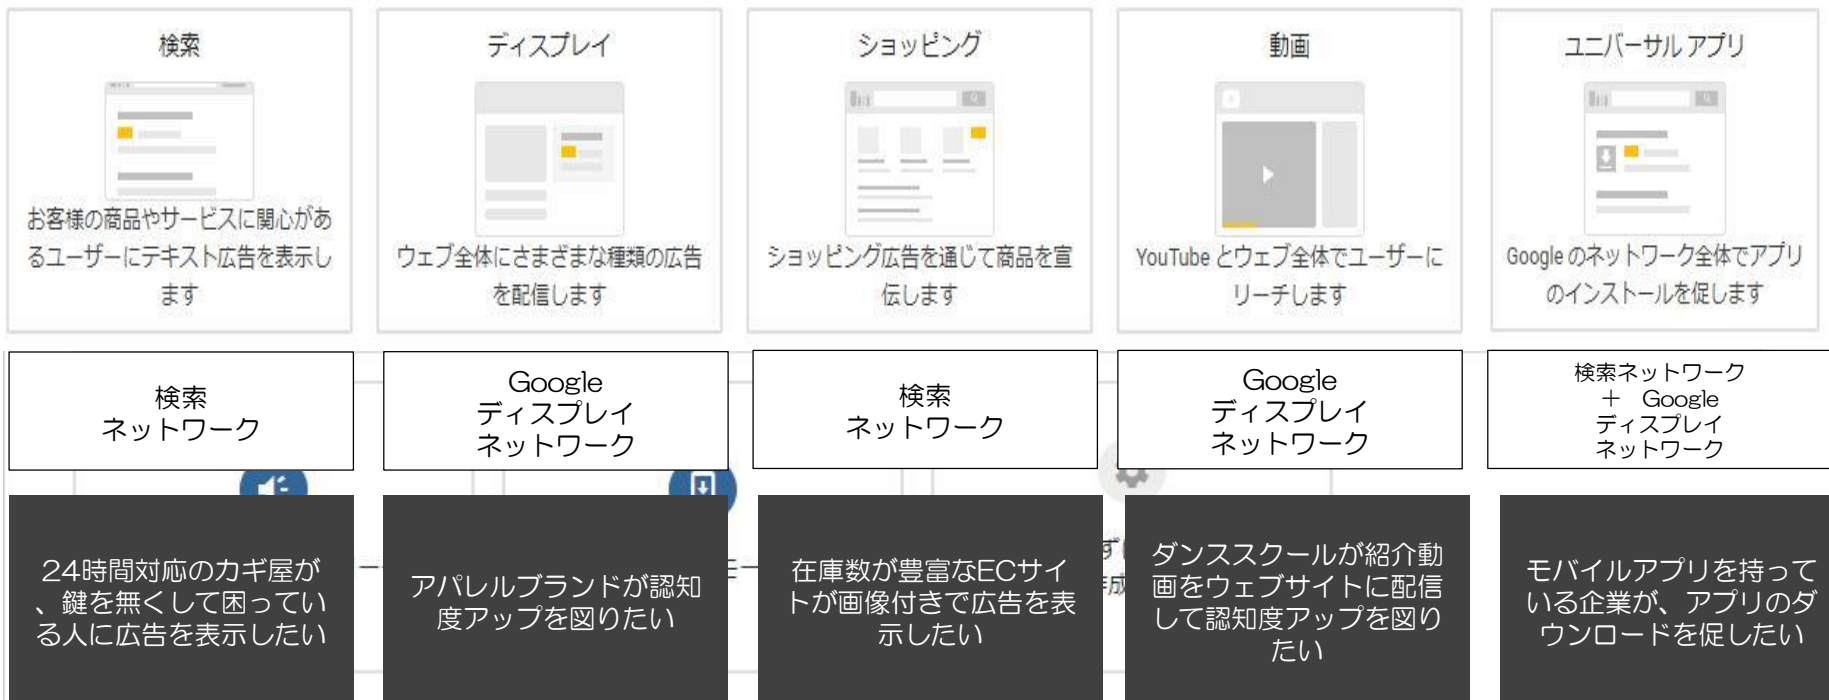 検索
お客様の商品やサービスに関心があ
るユーザーにテキスト広告を表示し
ます
ディスプレイ
ウェブ全体にさまざまな種類の広告
を配信します
ショッピング
ショッピング広告を通じて商品を宣
伝します
動画
YouTube とウェブ全体でユーザーに
リーチします
ユニバーサル アプリ
Google のネットワーク全体でアプリ
のインストールを促します
検索
ネットワーク
Google
ディスプレイ
ネットワーク
検索
ネットワーク
Google
ディスプレイ
ネットワーク
検索ネットワーク
＋ Google
ディスプレイ
ネットワーク
24時間対応のカギ屋が
、鍵を無くして困ってい
る人に広告を表示したい
アパレルブランドが認知
度アップを図りたい
在庫数が豊富なECサイ
トが画像付きで広告を表
示したい
ダンススクールが紹介動
画をウェブサイトに配信
して認知度アップを図り
たい
モバイルアプリを持って
いる企業が、アプリのダ
ウンロードを促したい